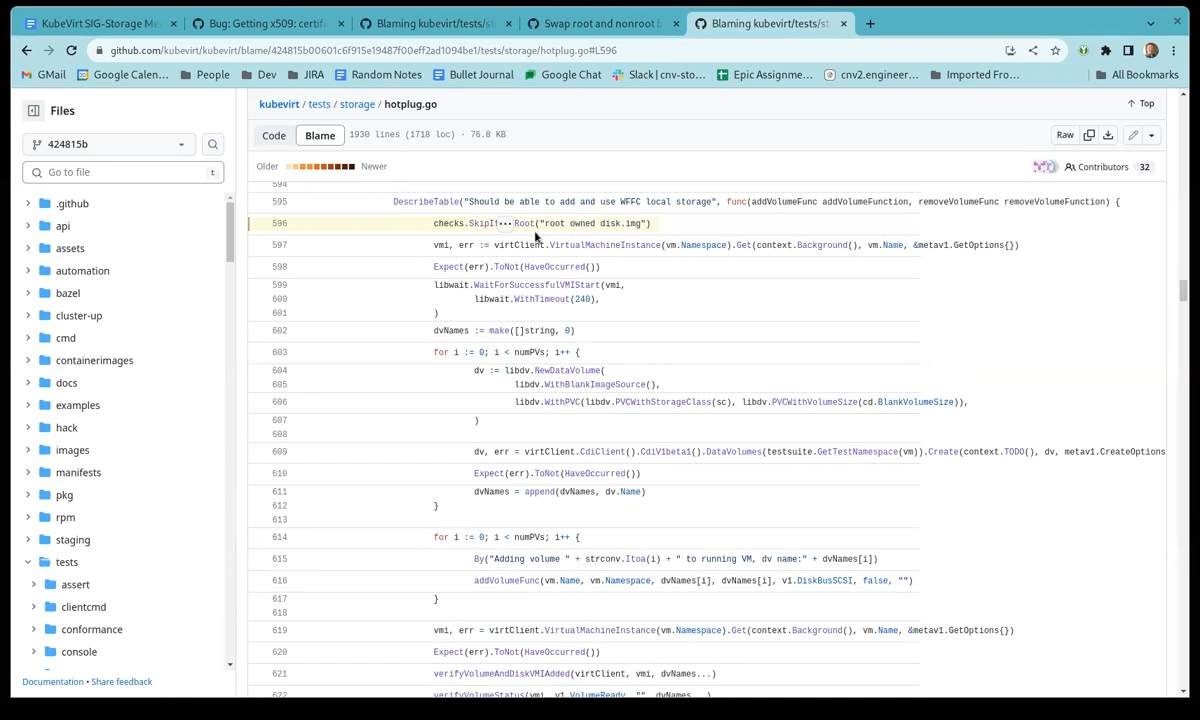 KubeVirt SIG-Storage Me
Bug: Getting x509: certifi
Blaming kubevirt/tests/s
Swap root and nonroot b
Blaming kubevirt/tests/st
github.com/kubevirt/kubevirt/blame/424815b00601c6f915e19487f00eff2ad1094be1/tests/storage/hotplug.go#L596
GMail
Google Calen...
People
Dev
JIRA
Random Notes
Bullet Journal
Google Chat
Slack | cnv-sto...
Epic Assignme...
cnv2.engineer...
Imported Fro...
All Bookmarks
Files
kubevirt / tests / storage / hotplug.go
Top
Code
Blame
1930 lines (1718 loc) · 76.8 KB
Raw
424815b
Go to file
t
Older
Newer
Contributors 32
.github
api
assets
automation
bazel
cluster-up
cmd
containerimages
docs
examples
hack
images
manifests
pkg
rpm
staging
tests
assert
clientcmd
conformance
console
Documentation • Share feedback
594
595 DescribeTable("Should be able to add and use WFFC local storage", func(addVolumeFunc addVolumeFunction, removeVolumeFunc removeVolumeFunction) {
596 checks.SkipIf Root("root owned disk.img")
597 vmi, err := virtClient.VirtualMachineInstance(vm.Namespace).Get(context.Background(), vm.Name, &metav1.GetOptions{})
598 Expect(err).ToNot(HaveOccurred())
599 libwait.WaitForSuccessfulVMIStart(vmi,
600 libwait.WithTimeout(240),
601 )
602 dvNames := make([]string, 0)
603 for i := 0; i < numPVs; i++ {
604 dv := libdv.NewDataVolume(
605 libdv.WithBlankImageSource(),
606 libdv.WithPVC(libdv.PVCWithStorageClass(sc), libdv.PVCWithVolumeSize(cd.BlankVolumeSize)),
607 )
608
609 dv, err = virtClient.CdiClient().CdiV1beta1().DataVolumes(testsuite.GetTestNamespace(vm)).Create(context.TODO(), dv, metav1.CreateOptions
610 Expect(err).ToNot(HaveOccurred())
611 dvNames = append(dvNames, dv.Name)
612 }
613
614 for i := 0; i < numPVs; i++ {
615 By("Adding volume " + strconv.Itoa(i) + " to running VM, dv name:" + dvNames[i])
616 addVolumeFunc(vm.Name, vm.Namespace, dvNames[i], dvNames[i], v1.DiskBusSCSI, false, "")
617 }
618
619 vmi, err = virtClient.VirtualMachineInstance(vm.Namespace).Get(context.Background(), vm.Name, &metav1.GetOptions{})
620 Expect(err).ToNot(HaveOccurred())
621 verifyVolumeAndDiskVMIAdded(virtClient, vmi, dvNames...)
622 verifyVolumeStatus(vmi, v1.VolumeReady, "", dvNames...)